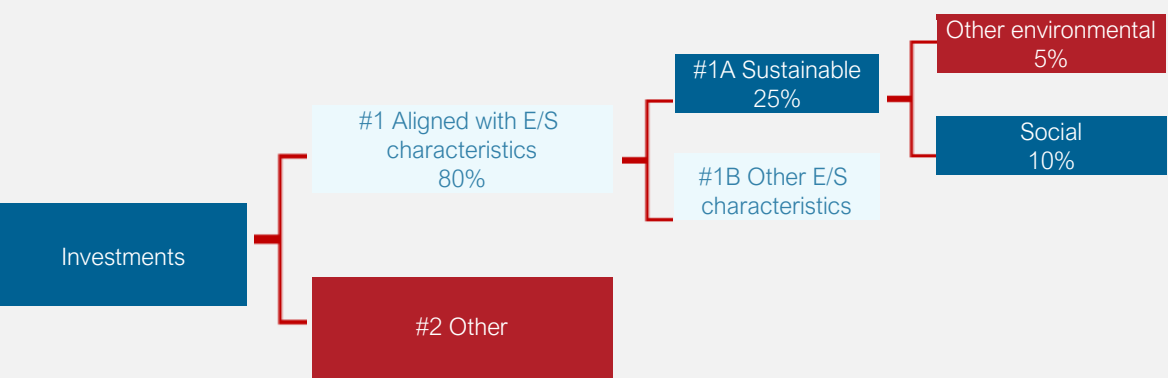 Investments
#1 Aligned with E/S
characteristics
80%
#2 Other
#1A Sustainable
25%
#1B Other E/S
characteristics
Other environmental
5%
Social
10%